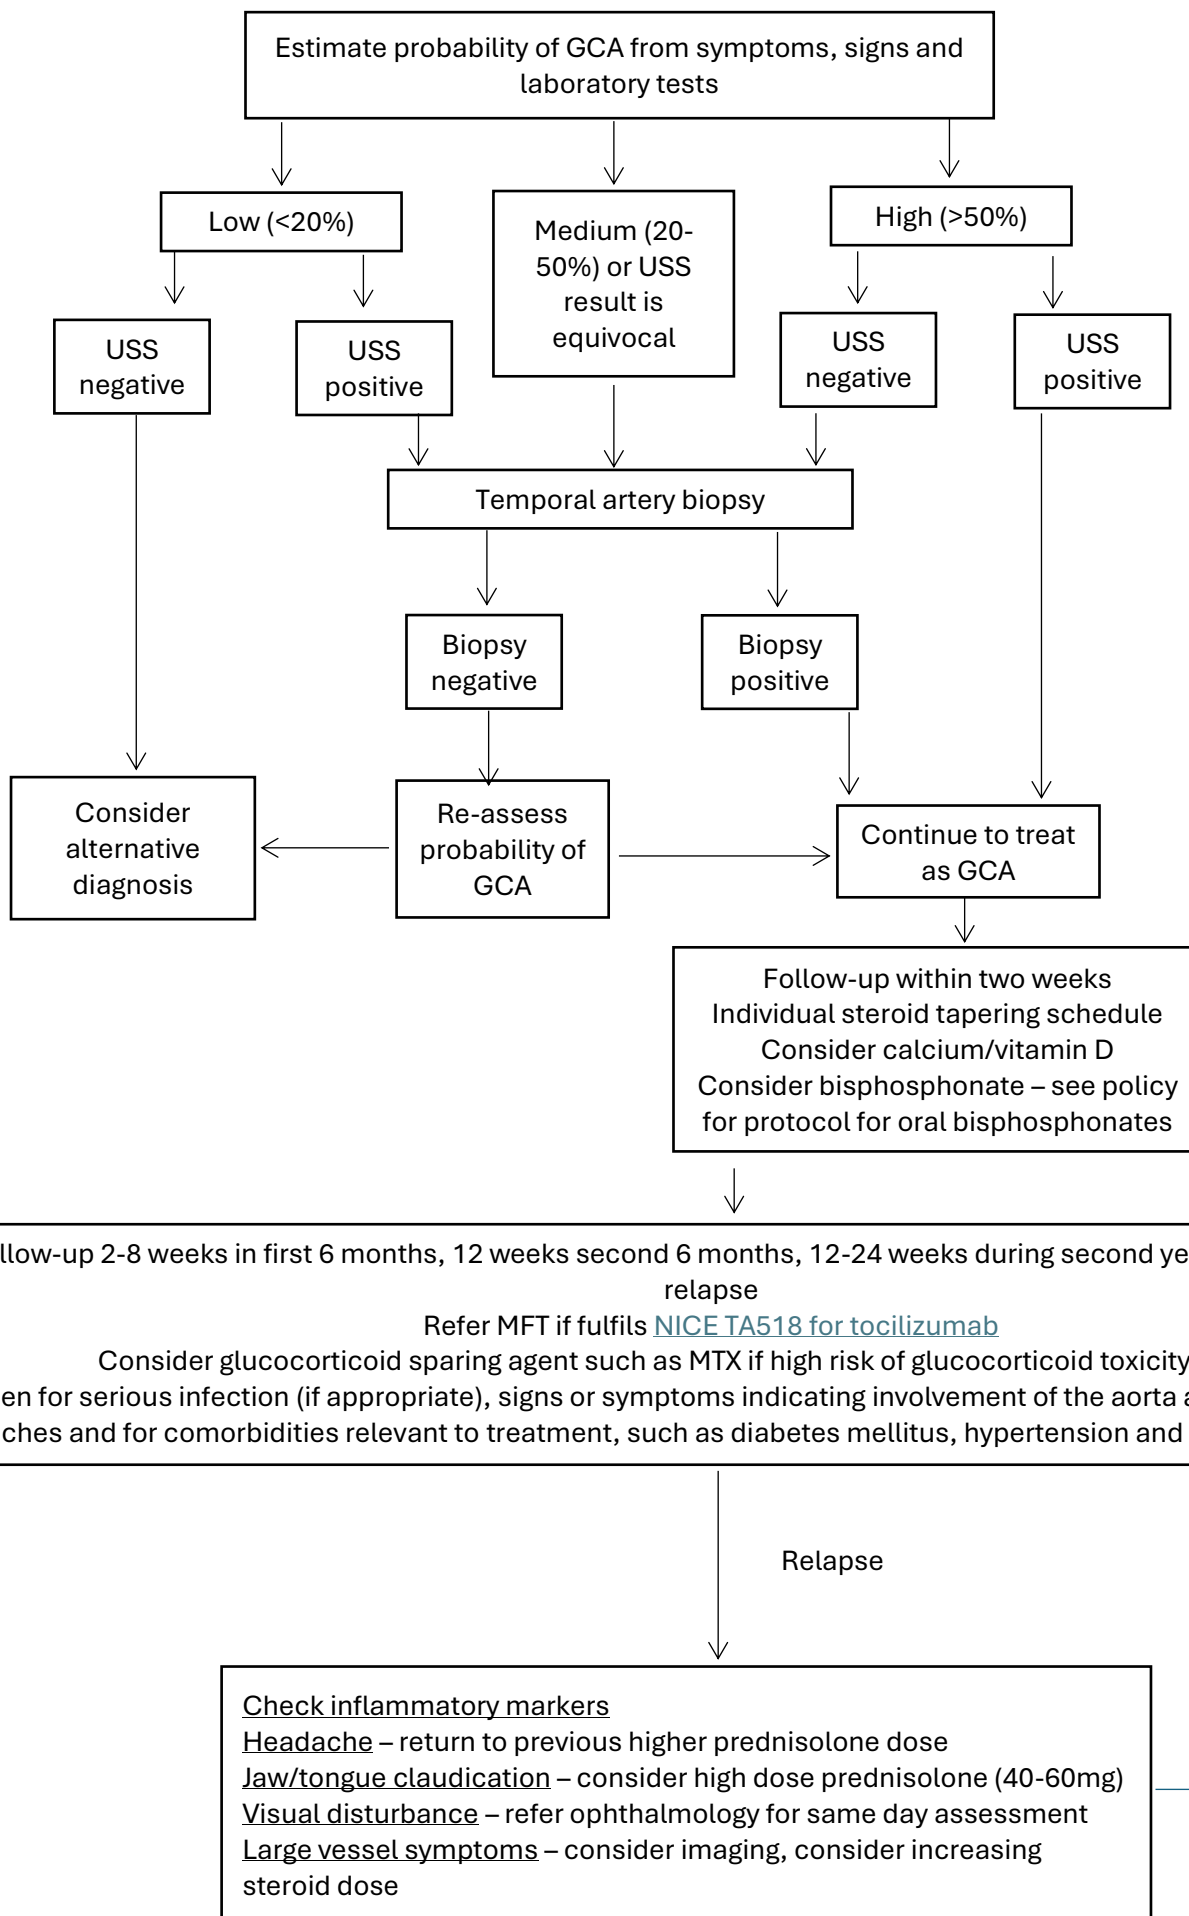 Estimate probability of GCA from symptoms, signs and
laboratory tests
Low (<20%)
Medium (20-
50%) or USS
result is
equivocal
High (>50%)
USS
negative
USS
positive
USS
negative
USS
positive
Temporal artery biopsy
Biopsy
negative
Biopsy
positive
Consider
alternative
diagnosis
Re-assess
probability of
GCA
Continue to treat
as GCA
Follow-up within two weeks
Individual steroid tapering schedule
Consider calcium/vitamin D
Consider bisphosphonate – see policy
for protocol for oral bisphosphonates
llow-up 2-8 weeks in first 6 months, 12 weeks second 6 months, 12-24 weeks during second ye
relapse
Refer MFT if fulfils NICE TA518 for tocilizumab
Consider glucocorticoid sparing agent such as MTX if high risk of glucocorticoid toxicity
en for serious infection (if appropriate), signs or symptoms indicating involvement of the aorta a
ches and for comorbidities relevant to treatment, such as diabetes mellitus, hypertension and
Relapse
Check inflammatory markers
Headache – return to previous higher prednisolone dose
Jaw/tongue claudication – consider high dose prednisolone (40-60mg)
Visual disturbance – refer ophthalmology for same day assessment
Large vessel symptoms – consider imaging, consider increasing
steroid dose